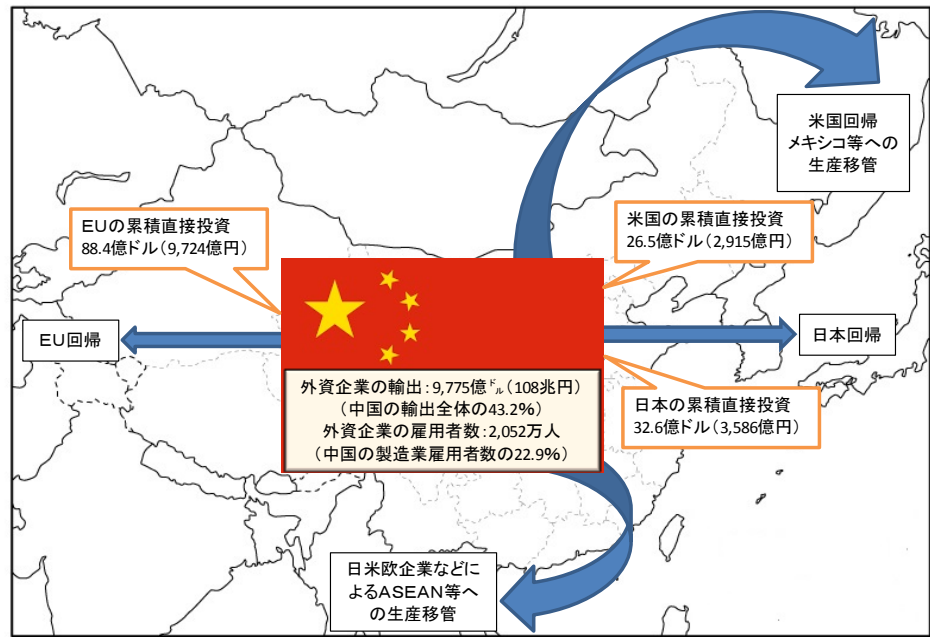 米国回帰
メキシコ等への
生産移管
EUの累積直接投資
88.4億ドル(9,724億円)
米国の累積直接投資
26.5億ドル(2,915億円)
EU回帰
日本回帰
外資企業の輸出:9,775億㌦(108兆円)
(中国の輸出全体の43.2%)
外資企業の雇用者数:2,052万人
(中国の製造業雇用者数の22.9%)
日本の累積直接投資
32.6億ドル(3,586億円)
日米欧企業などに
よるASEAN等へ
の生産移管